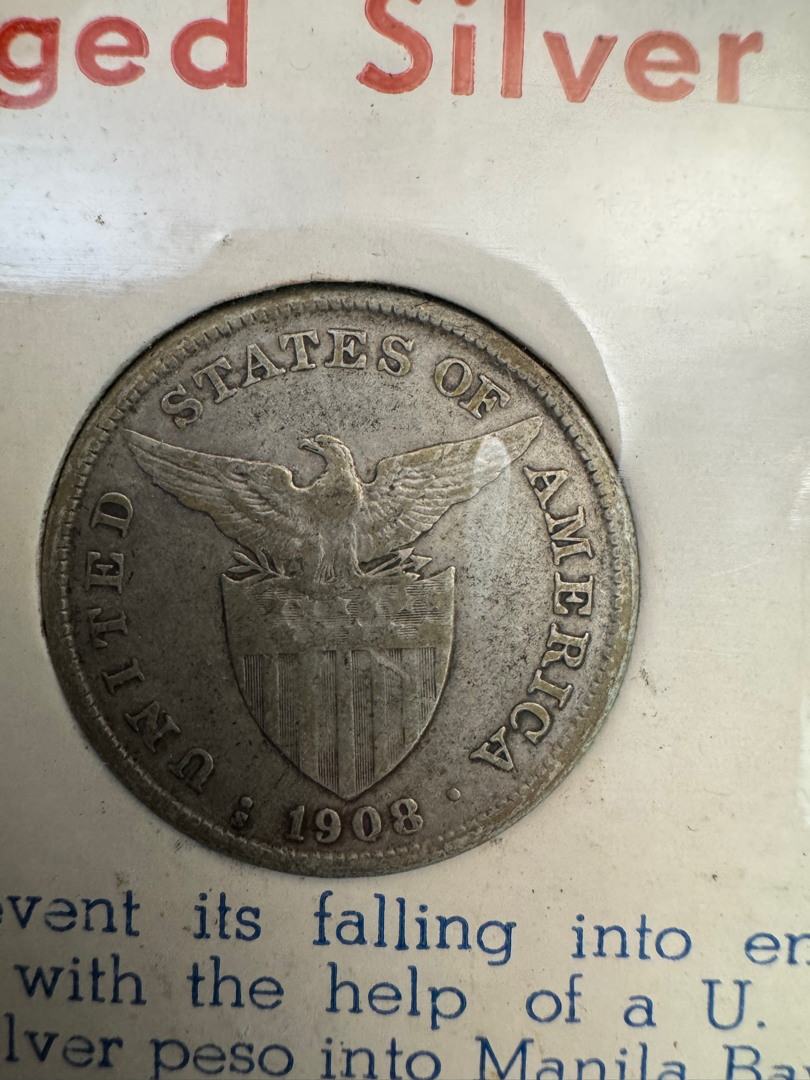 ged Silver
UNITED STATES OF AMERICA
S 1908
event its falling into en
with the help of a U.
lver peso into Manila Ba